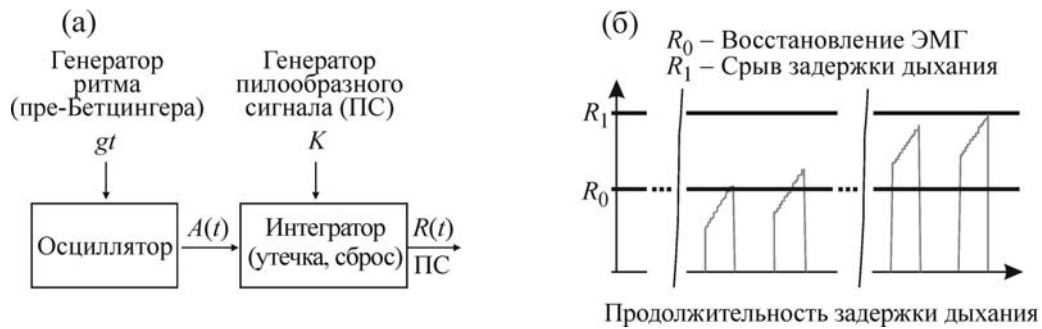 (а)
Генератор
ритма
(пре-Бетцингера)
gt
Генератор
пилообразного
сигнала (ПС)
K
Осциллятор
A(t)
Интегратор
(утечка, сброс)
R(t)
ПС
(б)
R₀ – Восстановление ЭМГ
R₁ – Срыв задержки дыхания
R₁
R₀
Продолжительность задержки дыхания